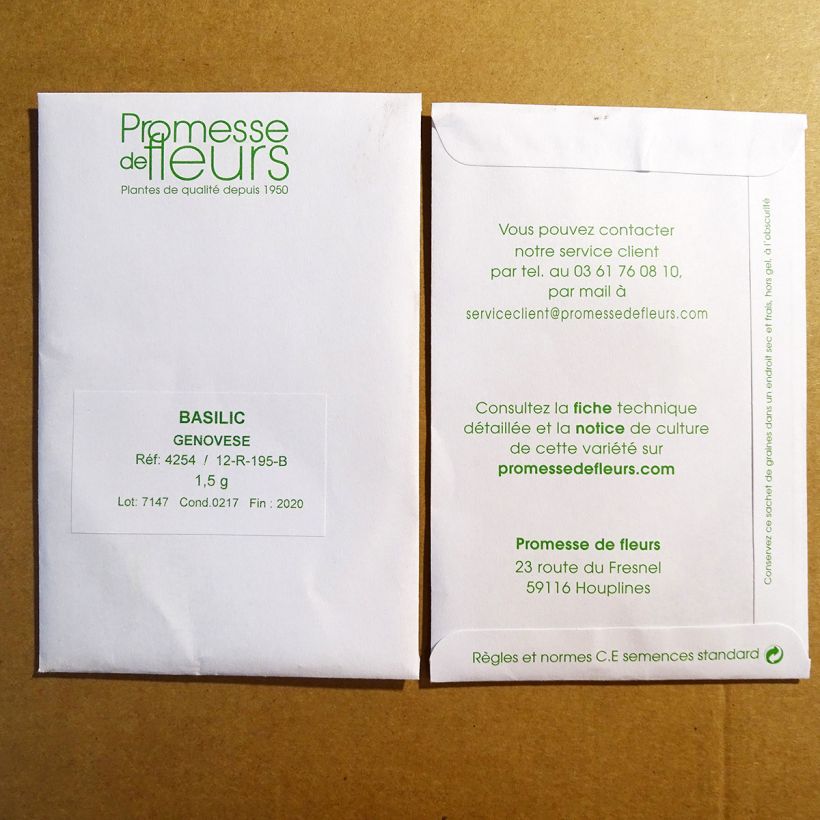 Promesse
de fleurs
Plantes de qualité depuis 1950
BASILIC
GENOVESE
Réf: 4254 / 12-R-195-B
1,5 g
Lot: 7147 Cond.0217 Fin : 2020
Vous pouvez contacter
notre service client
par tel. au 03 61 76 08 10,
par mail à
serviceclient@promessedefleurs.com
Consultez la fiche technique
détaillée et la notice de culture
de cette variété sur
promessedefleurs.com
Promesse de fleurs
23 route du Fresnel
59116 Houplines
Règles et normes C.E semences standard
Conservez ce sachet de graines dans un endroit sec et frais, hors gel, à l'obscurité